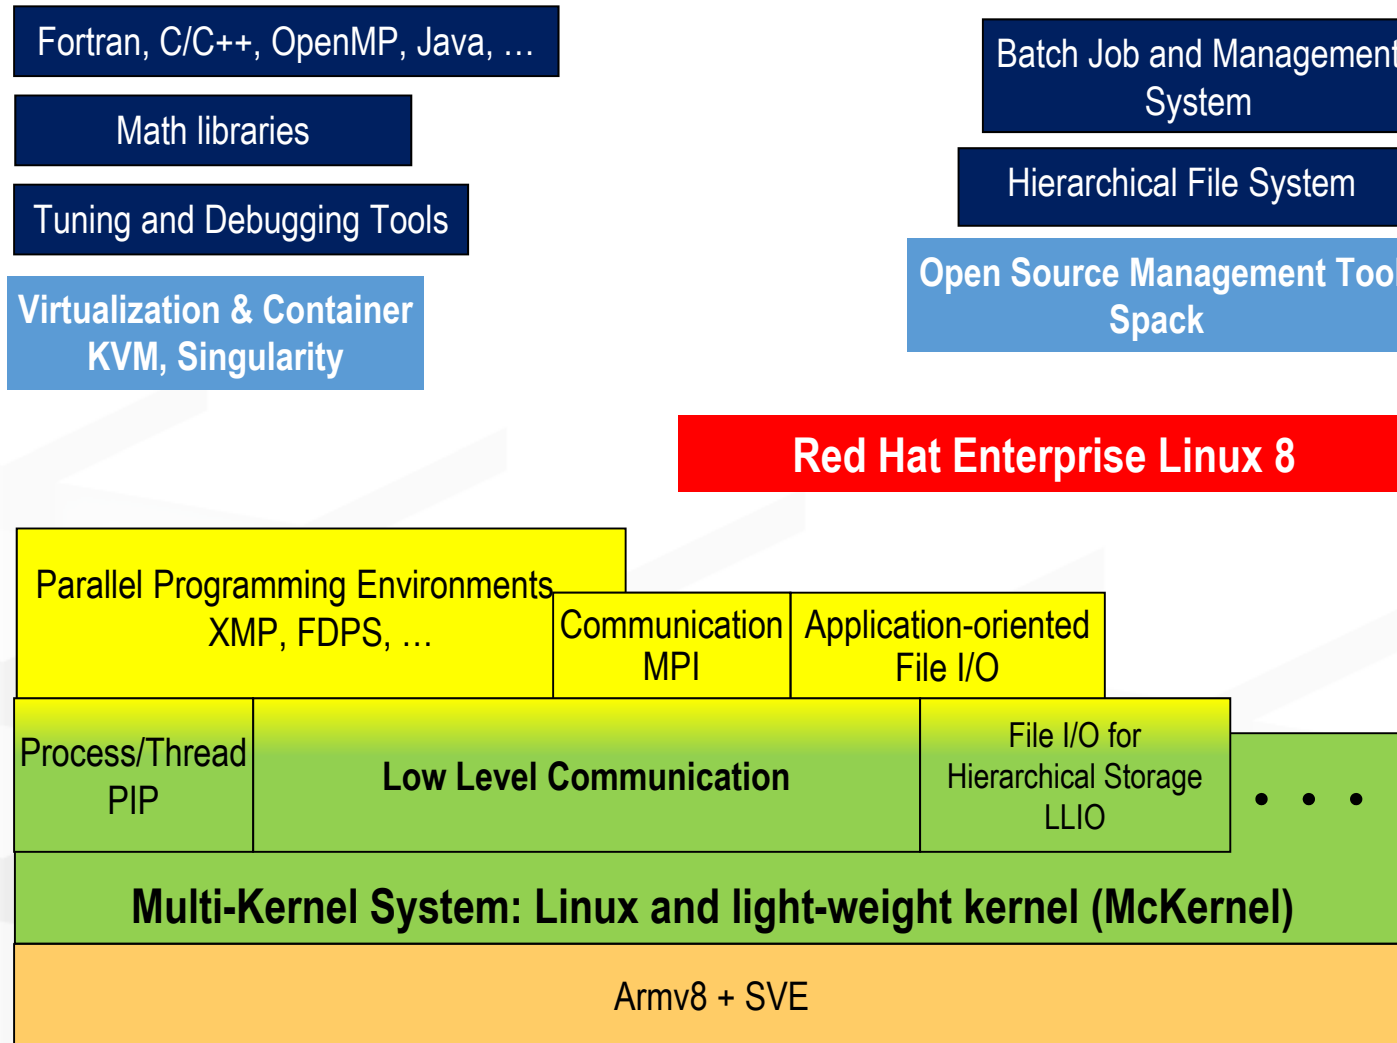 Fortran, C/C++, OpenMP, Java, …
Math libraries
Tuning and Debugging Tools
Virtualization & Container
KVM, Singularity
Batch Job and Management
System
Hierarchical File System
Open Source Management Tool
Spack
Red Hat Enterprise Linux 8
Parallel Programming Environments
XMP, FDPS, …
Communication
MPI
Application-oriented
File I/O
Process/Thread
PIP
Low Level Communication
File I/O for
Hierarchical Storage
LLIO
• • •
Multi-Kernel System: Linux and light-weight kernel (McKernel)
Armv8 + SVE